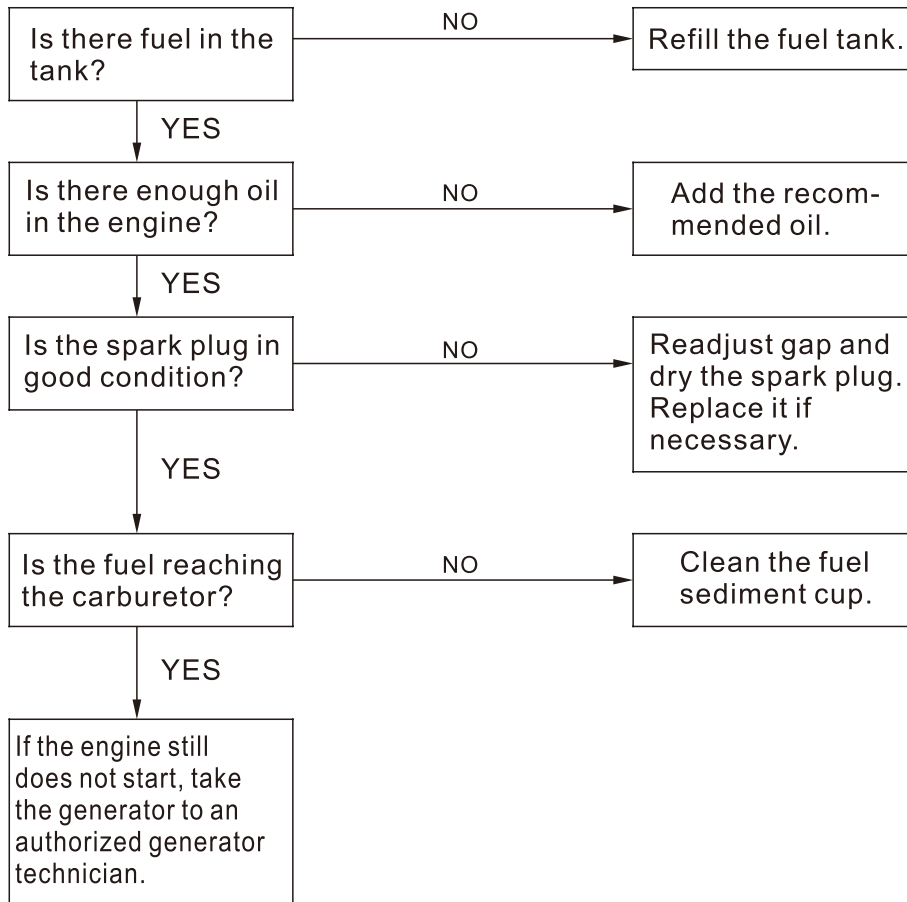 Is there fuel in the
tank?
NO
Refill the fuel tank.
YES
Is there enough oil
in the engine?
NO
Add the recom-
mended oil.
YES
Is the spark plug in
good condition?
NO
Readjust gap and
dry the spark plug.
Replace it if
necessary.
YES
Is the fuel reaching
the carburetor?
NO
Clean the fuel
sediment cup.
YES
If the engine still
does not start, take
the generator to an
authorized generator
technician.